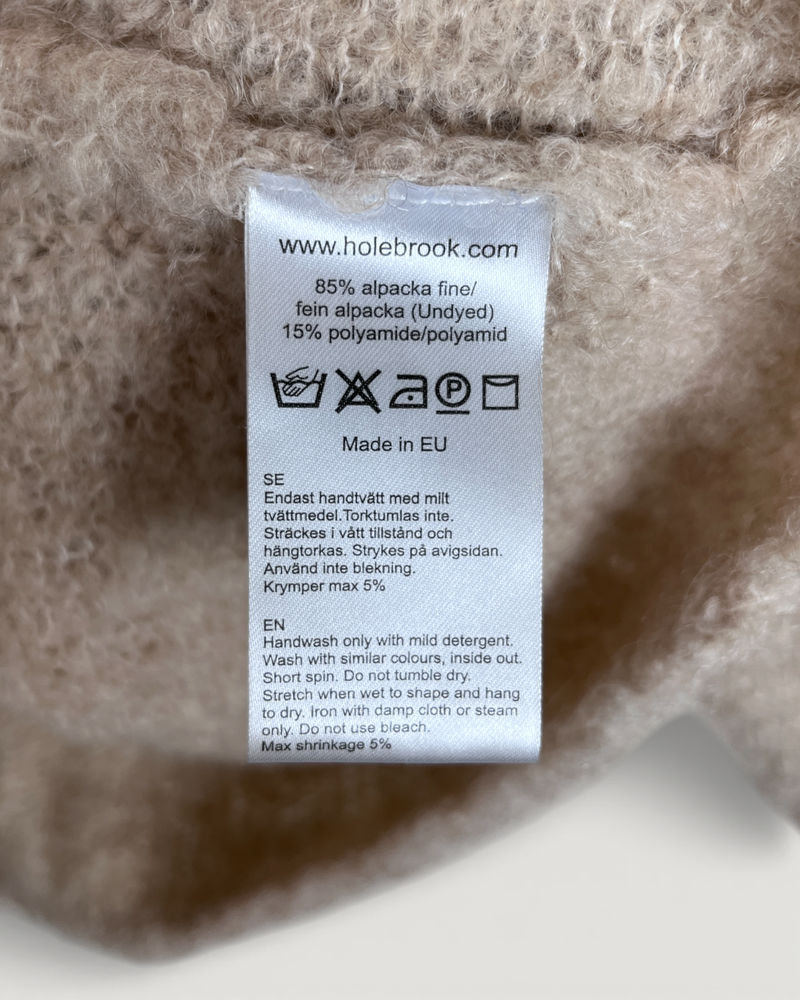 www.holebrook.com
85% alpacka fine/
fein alpacka (Undyed)
15% polyamide/polyamid
P
Made in EU
SE
Endast handtvätt med milt
tvättmedel.Torktumlas inte.
Sträckes i vått tillstånd och
hängtorkas. Strykes på avigsidan.
Använd inte blekning.
Krymper max 5%
EN
Handwash only with mild detergent.
Wash with similar colours, inside out.
Short spin. Do not tumble dry.
Stretch when wet to shape and hang
to dry. Iron with damp cloth or steam
only. Do not use bleach.
Max shrinkage 5%